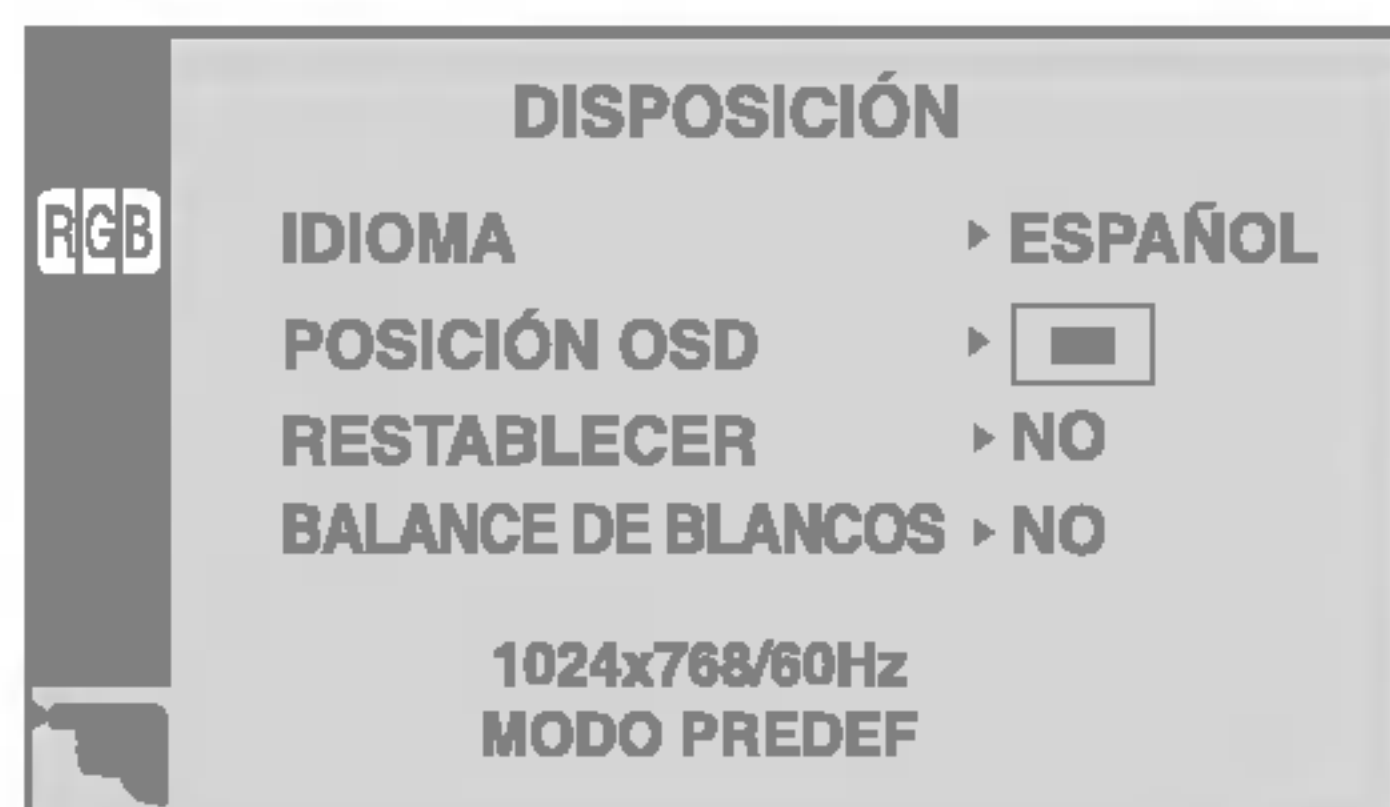 DISPOSICIÓN
RGB
IDIOMA ESPAÑOL
POSICIÓN OSD
RESTABLECER NO
BALANCE DE BLANCOS NO
1024x768/60Hz
MODO PREDEF